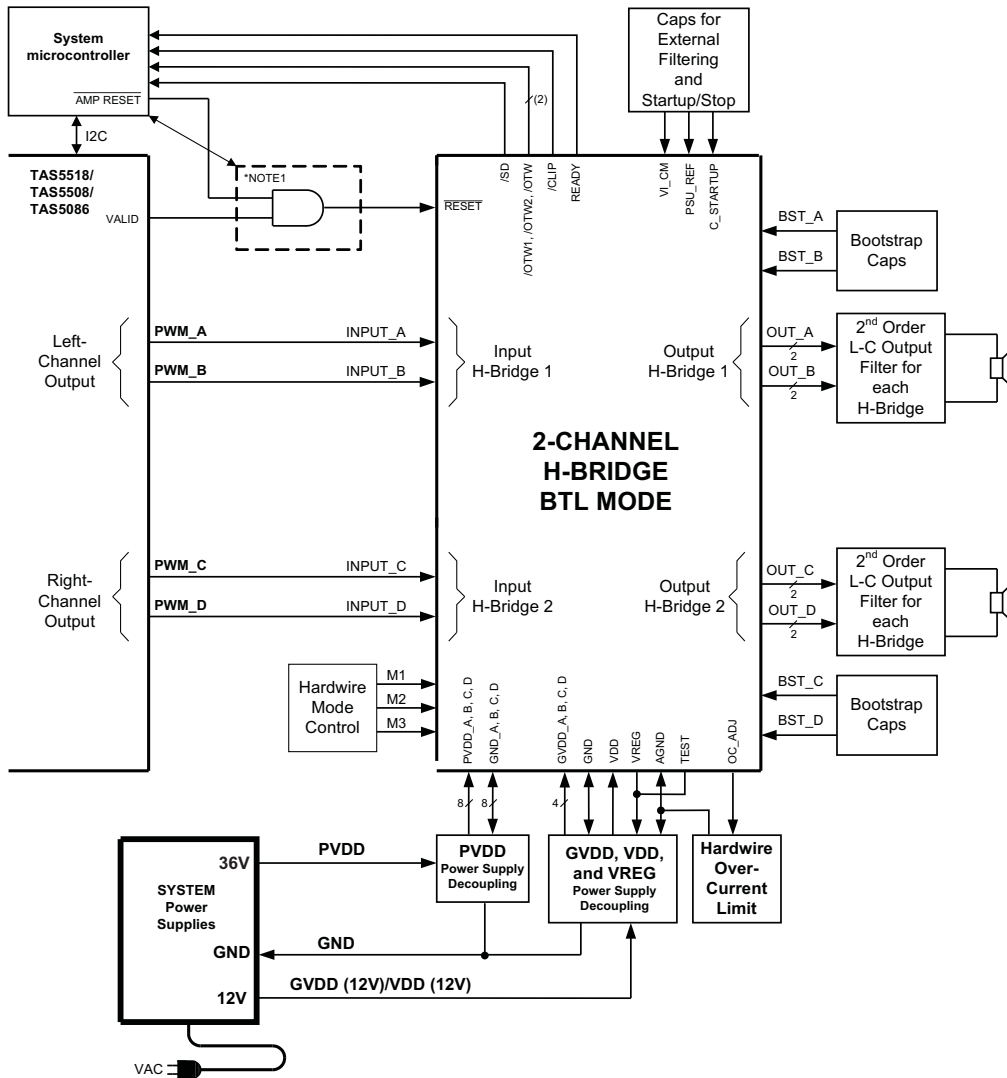 System
microcontroller
AMP RESET
I2C
TAS5518/
TAS5508/
TAS5086
VALID
*NOTE1
(2)
Caps for
External
Filtering
and
Startup/Stop
/SD
/OTW1, /OTW2, /OTW
/CLIP
READY
VI_CM
PSU_REF
C_STARTUP
RESET
BST_A
BST_B
Bootstrap
Caps
Left-
Channel
Output
PWM_A
INPUT_A
PWM_B
INPUT_B
Input
H-Bridge 1
Output
H-Bridge 1
OUT_A
2
OUT_B
2
2nd Order
L-C Output
Filter for
each
H-Bridge
2-CHANNEL
H-BRIDGE
BTL MODE
Right-
Channel
Output
PWM_C
INPUT_C
PWM_D
INPUT_D
Input
H-Bridge 2
Output
H-Bridge 2
OUT_C
2
OUT_D
2
2nd Order
L-C Output
Filter for
each
H-Bridge
Hardwire
Mode
Control
M1
M2
M3
BST_C
BST_D
Bootstrap
Caps
PVDD_A, B, C, D
GND_A, B, C, D
GVDD_A, B, C, D
GND
VDD
VREG
AGND
TEST
OC_ADJ
8
8
4
36V
PVDD
PVDD
Power Supply
Decoupling
GVDD, VDD,
and VREG
Power Supply
Decoupling
Hardwire
Over-
Current
Limit
SYSTEM
Power
Supplies
GND
GND
12V
GVDD (12V)/VDD (12V)
VAC